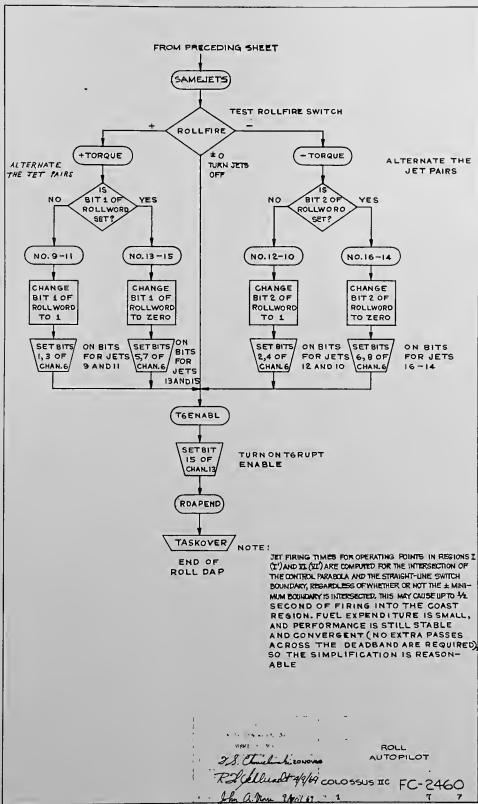 FROM PRECEDING SHEET
SAMEJETS
TEST ROLLFIRE SWITCH
+
ROLLFIRE
-
±0
TURN JETS
OFF
+TORQUE
-TORQUE
ALTERNATE
THE JET PAIRS
ALTERNATE THE
JET PAIRS
NO
IS
BIT 1 OF
ROLLWORD
SET?
YES
NO
IS
BIT 2 OF
ROLLWORD
SET?
YES
NO.9-11
NO.13-15
NO.12-10
NO.16-14
CHANGE
BIT 1 OF
ROLLWORD
TO 1
CHANGE
BIT 1 OF
ROLLWORD
TO ZERO
CHANGE
BIT 2 OF
ROLLWORD
TO 1
CHANGE
BIT 2 OF
ROLLWORD
TO ZERO
SET BITS
1,3 OF
CHAN.6
ON BITS
FOR JETS
9 AND 11
SET BITS
5,7 OF
CHAN.6
ON
BITS
FOR
JETS
13 AND 15
SET BITS
2,4 OF
CHAN.6
ON BITS
FOR JETS
12 AND 10
SET BITS
6,8 OF
CHAN.6
ON BITS
FOR JETS
16-14
T6ENABL
SET BIT
15 OF
CHAN.13
TURN ON T6RUPT
ENABLE
RDAPEND
TASKOVER
END OF
ROLL DAP
NOTE:
JET FIRING TIMES FOR OPERATING POINTS IN REGIONS I
(I') AND VI (VI') ARE COMPUTED FOR THE INTERSECTION OF
THE CONTROL PARABOLA AND THE STRAIGHT-LINE SWITCH
BOUNDARY, REGARDLESS OF WHETHER OR NOT THE ± MINI-
MUM BOUNDARY IS INTERSECTED. THIS MAY CAUSE UP TO 1/2
SECOND OF FIRING INTO THE COAST
REGION. FUEL EXPENDITURE IS SMALL,
AND PERFORMANCE IS STILL STABLE
AND CONVERGENT (NO EXTRA PASSES
ACROSS THE DEADBAND ARE REQUIRED),
SO THE SIMPLIFICATION IS REASON-
ABLE
ROLL
AUTOPILOT
COLOSSUS IIC
FC-2460
1
7 7